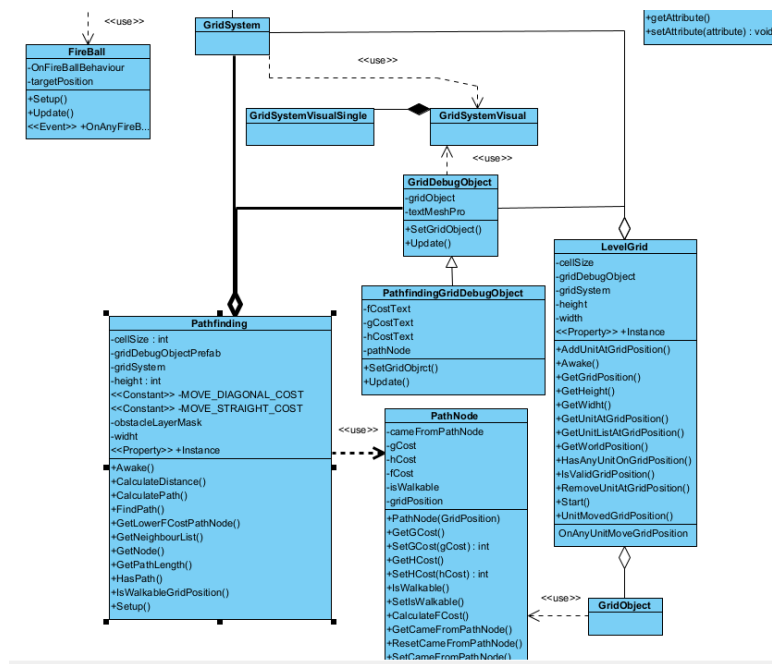 <<use>>
GridSystem
+getAttribute()
+setAttribute(attribute) : void
FireBall
-OnFireBallBehaviour
-targetPosition
+Setup()
+Update()
<<Event>> +OnAnyFireB...
<<use>>
GridSystemVisualSingle
GridSystemVisual
<<use>>
GridDebugObject
-gridObject
-textMeshPro
+SetGridObject()
+Update()
LevelGrid
-cellSize
-gridDebugObject
-gridSystem
-height
-width
<<Property>> +Instance
+AddUnitAtGridPosition()
+Awake()
+GetGridPosition()
+GetHeight()
+GetWidht()
+GetUnitAtGridPosition()
+GetUnitListAtGridPosition()
+GetWorldPosition()
+HasAnyUnitOnGridPosition()
+IsValidGridPosition()
+RemoveUnitAtGridPosition()
+Start()
+UnitMovedGridPosition()
OnAnyUnitMoveGridPosition
PathfindingGridDebugObject
-fCostText
-gCostText
-hCostText
-pathNode
+SetGridObjrct()
+Update()
Pathfinding
-cellSize : int
-gridDebugObjectPrefab
-gridSystem
-height : int
<<Constant>> -MOVE_DIAGONAL_COST
<<Constant>> -MOVE_STRAIGHT_COST
-obstacleLayerMask
-widht
<<Property>> +Instance
+Awake()
+CalculateDistance()
+CalculatePath()
+FindPath()
+GetLowerFCostPathNode()
+GetNeighbourList()
+GetNode()
+GetPathLength()
+HasPath()
+IsWalkableGridPosition()
+Setup()
<<use>>
PathNode
-cameFromPathNode
-gCost
-hCost
-fCost
-isWalkable
-gridPosition
+PathNode(GridPosition)
+GetGCost()
+SetGCost(gCost) : int
+GetHCost()
+SetHCost(hCost) : int
+IsWalkable()
+SetIsWalkable()
+CalculateFCost()
+GetCameFromPathNode()
+ResetCameFromPathNode()
+SetCameFromPathNode()
<<use>>
GridObject